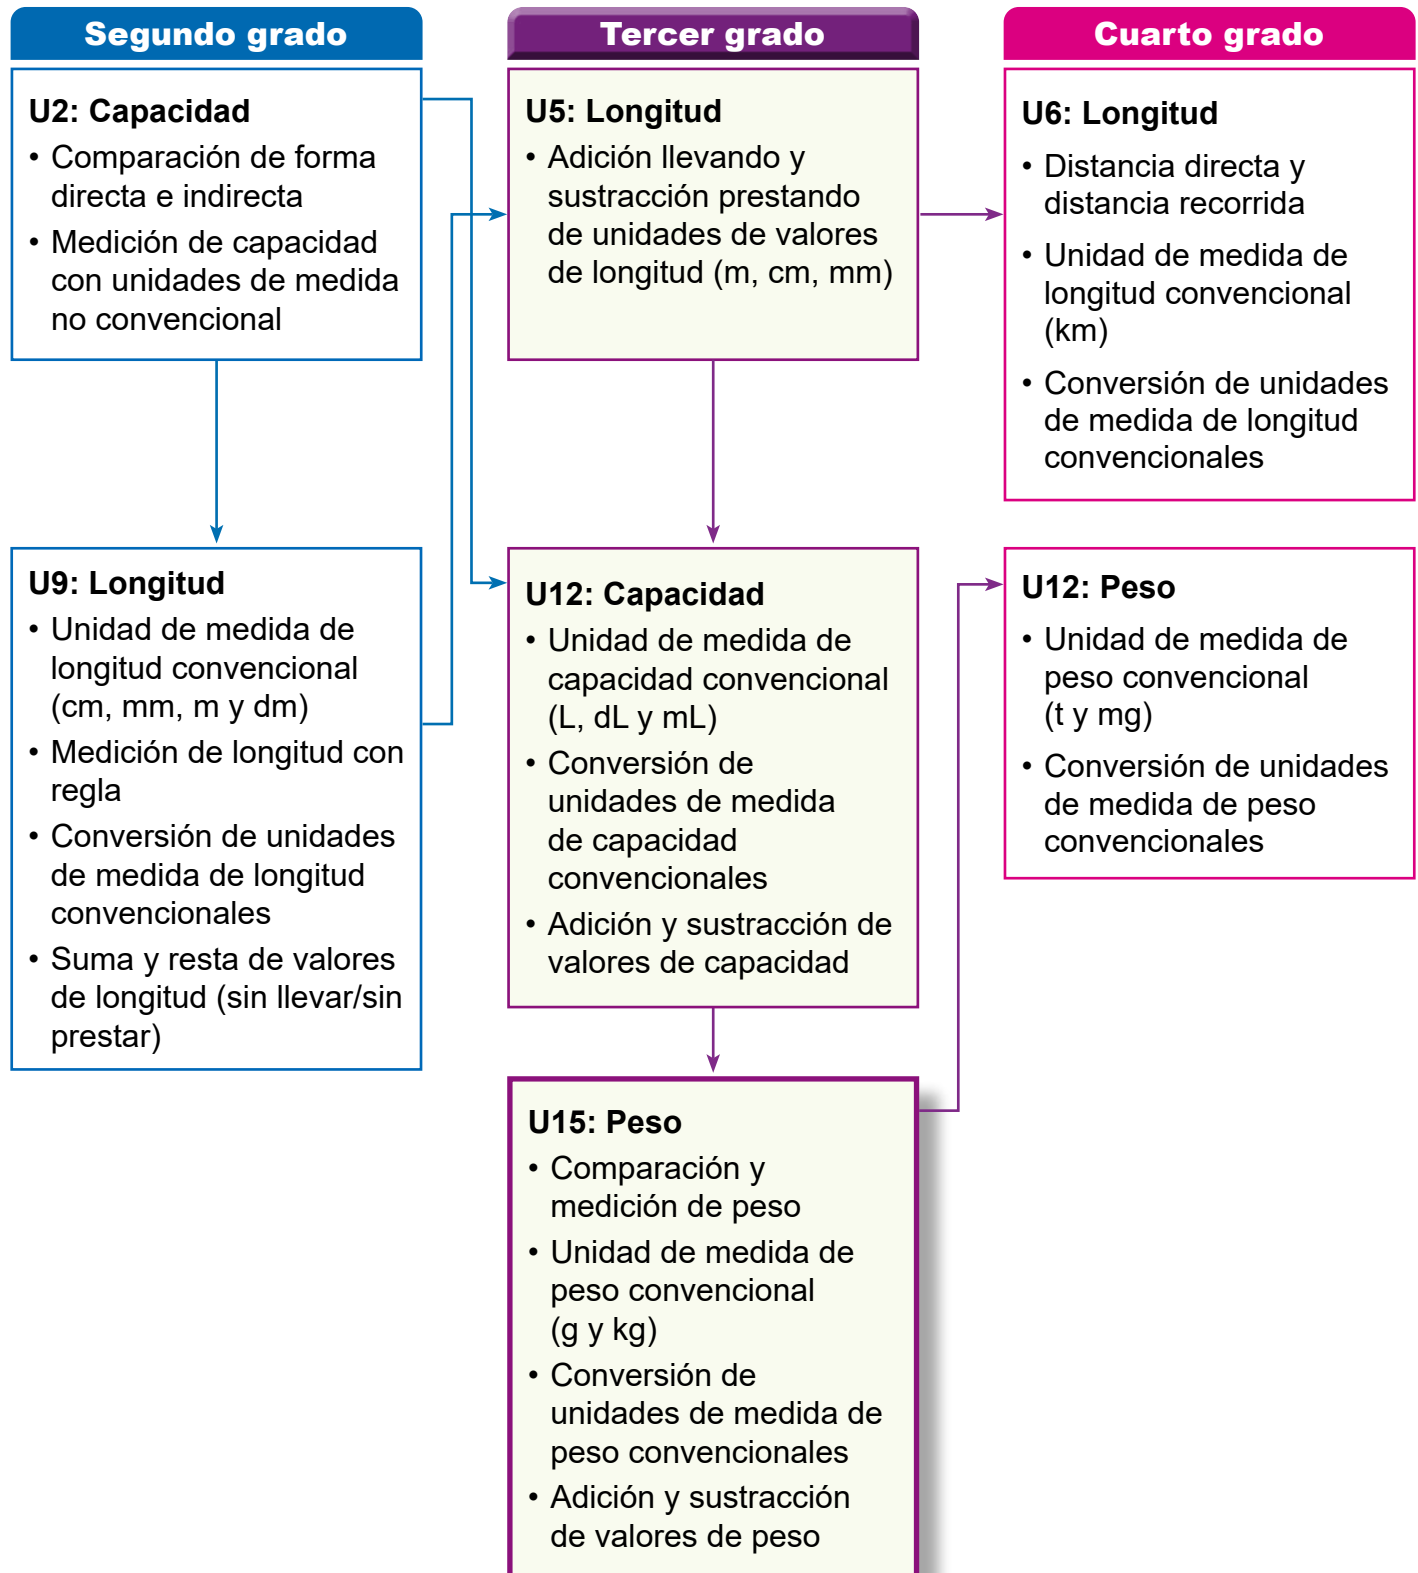 Segundo grado
U2: Capacidad
• Comparación de forma
directa e indirecta
• Medición de capacidad
con unidades de medida
no convencional
U9: Longitud
• Unidad de medida de
longitud convencional
(cm, mm, m y dm)
• Medición de longitud con
regla
• Conversión de unidades
de medida de longitud
convencionales
• Suma y resta de valores
de longitud (sin llevar/sin
prestar)
Tercer grado
U5: Longitud
• Adición llevando y
sustracción prestando
de unidades de valores
de longitud (m, cm, mm)
U12: Capacidad
• Unidad de medida de
capacidad convencional
(L, dL y mL)
• Conversión de
unidades de medida
de capacidad
convencionales
• Adición y sustracción de
valores de capacidad
U15: Peso
• Comparación y
medición de peso
• Unidad de medida de
peso convencional
(g y kg)
• Conversión de
unidades de medida de
peso convencionales
• Adición y sustracción
de valores de peso
Cuarto grado
U6: Longitud
• Distancia directa y
distancia recorrida
• Unidad de medida de
longitud convencional
(km)
• Conversión de unidades
de medida de longitud
convencionales
U12: Peso
• Unidad de medida de
peso convencional
(t y mg)
• Conversión de unidades
de medida de peso
convencionales